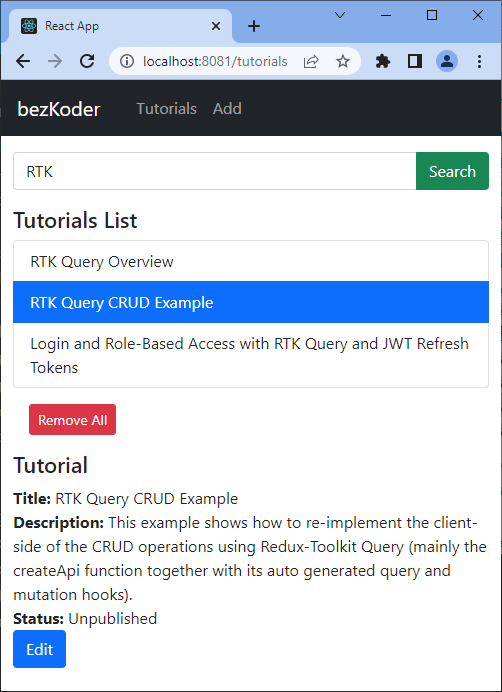 React App
localhost:8081/tutorials
bezKoder Tutorials Add
RTK Search
Tutorials List
RTK Query Overview
RTK Query CRUD Example
Login and Role-Based Access with RTK Query and JWT Refresh
Tokens
Remove All
Tutorial
Title: RTK Query CRUD Example
Description: This example shows how to re-implement the client-
side of the CRUD operations using Redux-Toolkit Query (mainly the
createApi function together with its auto generated query and
mutation hooks).
Status: Unpublished
Edit